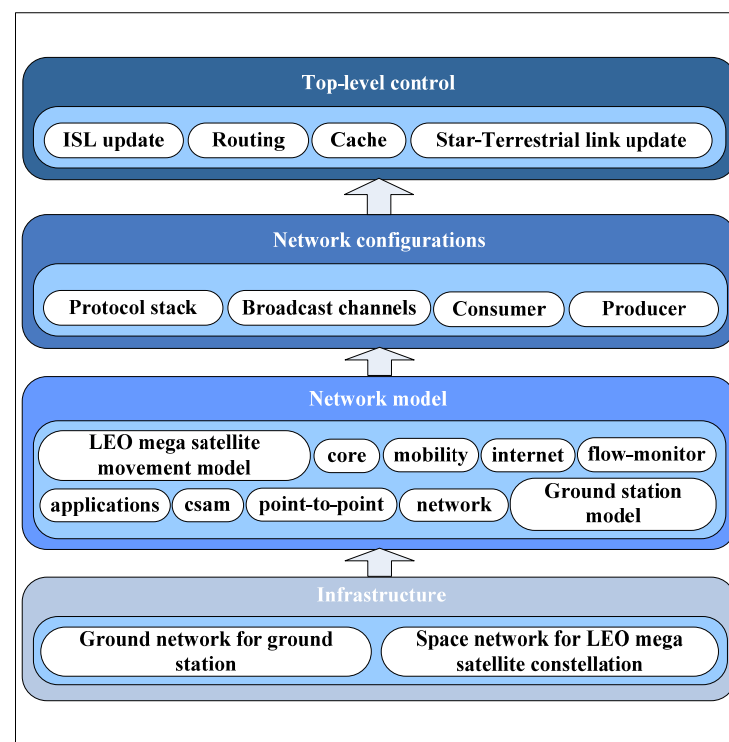 Top-level control
ISL update
Routing
Cache
Star-Terrestrial link update
Network configurations
Protocol stack
Broadcast channels
Consumer
Producer
Network model
LEO mega satellite
movement model
core
mobility
internet
flow-monitor
applications
csam
point-to-point
network
Ground station
model
Infrastructure
Ground network for ground
station
Space network for LEO mega
satellite constellation